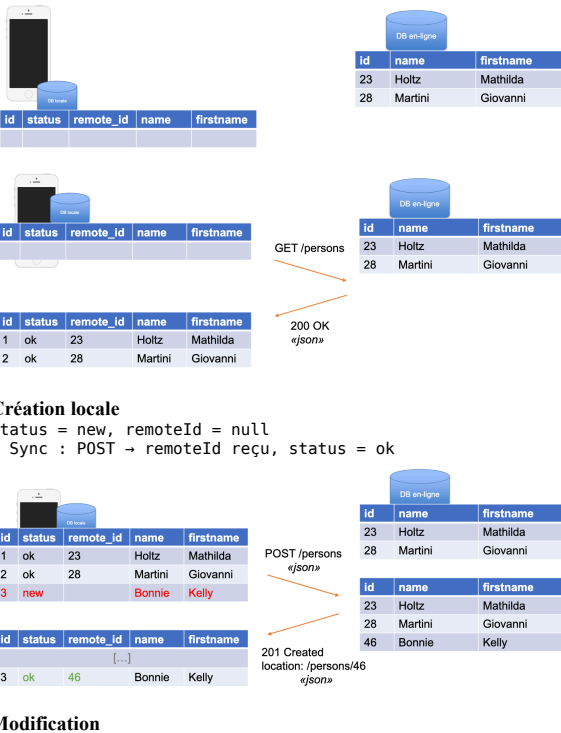 DB en-ligne
DB locale
id name firstname
23 Holtz Mathilda
28 Martini Giovanni
id status remote_id name firstname
DB locale
DB en-ligne
id status remote_id name firstname
id name firstname
23 Holtz Mathilda
28 Martini Giovanni
GET /persons
200 OK
«json»
id status remote_id name firstname
1 ok 23 Holtz Mathilda
2 ok 28 Martini Giovanni
Création locale
tatus = new, remoteId = null
Sync : POST → remoteId reçu, status = ok
DB locale
DB en-ligne
id status remote_id name firstname
1 ok 23 Holtz Mathilda
2 ok 28 Martini Giovanni
3 new Bonnie Kelly
id name firstname
23 Holtz Mathilda
28 Martini Giovanni
POST /persons
«json»
id name firstname
23 Holtz Mathilda
28 Martini Giovanni
46 Bonnie Kelly
201 Created
location: /persons/46
«json»
id status remote_id name firstname
[…]
3 ok 46 Bonnie Kelly
Modification